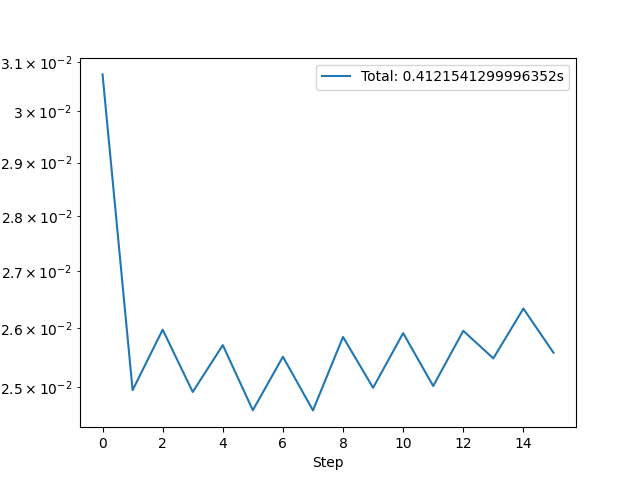 Total: 0.4121541299996352s
3.1 × 10⁻²
3 × 10⁻²
2.9 × 10⁻²
2.8 × 10⁻²
2.7 × 10⁻²
2.6 × 10⁻²
2.5 × 10⁻²
0 2 4 6 8 10 12 14
Step